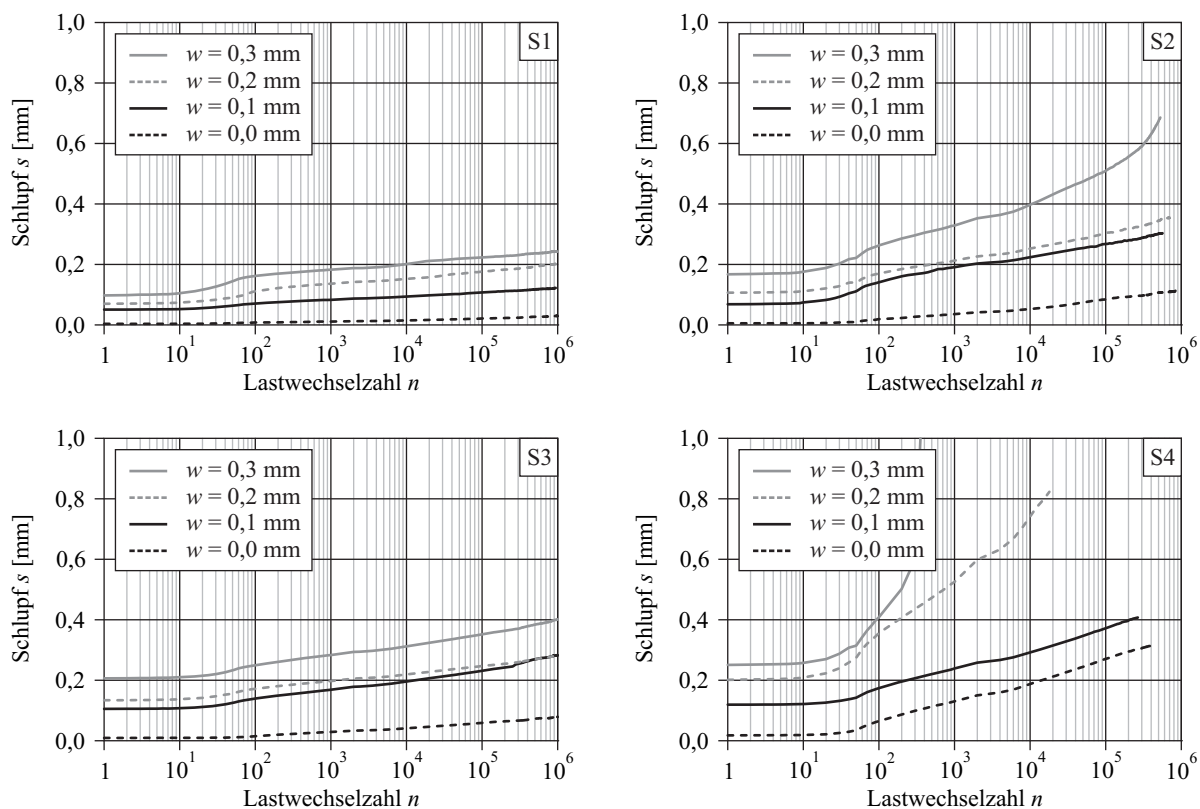 1,0
0,8
0,6
0,4
0,2
0,0
Schlupf s [mm]
w = 0,3 mm
w = 0,2 mm
w = 0,1 mm
w = 0,0 mm
S1
1 10^1 10^2 10^3 10^4 10^5 10^6
Lastwechselzahl n
1,0
0,8
0,6
0,4
0,2
0,0
Schlupf s [mm]
w = 0,3 mm
w = 0,2 mm
w = 0,1 mm
w = 0,0 mm
S2
1 10^1 10^2 10^3 10^4 10^5 10^6
Lastwechselzahl n
1,0
0,8
0,6
0,4
0,2
0,0
Schlupf s [mm]
w = 0,3 mm
w = 0,2 mm
w = 0,1 mm
w = 0,0 mm
S3
1 10^1 10^2 10^3 10^4 10^5 10^6
Lastwechselzahl n
1,0
0,8
0,6
0,4
0,2
0,0
Schlupf s [mm]
w = 0,3 mm
w = 0,2 mm
w = 0,1 mm
w = 0,0 mm
S4
1 10^1 10^2 10^3 10^4 10^5 10^6
Lastwechselzahl n